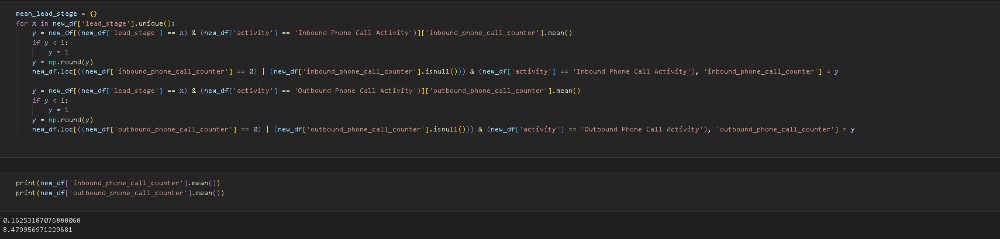 mean_lead_stage = {}
for x in new_df['lead_stage'].unique():
    y = new_df[(new_df['lead_stage'] == x) & (new_df['activity'] == 'Inbound Phone Call Activity')]['inbound_phone_call_counter'].mean()
    if y < 1:
        y = 1
    y = np.round(y)
    new_df.loc[((new_df['inbound_phone_call_counter'] == 0) | (new_df['inbound_phone_call_counter'].isnull())) & (new_df['activity'] == 'Inbound Phone Call Activity'), 'inbound_phone_call_counter'] = y
    y = new_df[(new_df['lead_stage'] == x) & (new_df['activity'] == 'Outbound Phone Call Activity')]['outbound_phone_call_counter'].mean()
    if y < 1:
        y = 1
    y = np.round(y)
    new_df.loc[((new_df['outbound_phone_call_counter'] == 0) | (new_df['outbound_phone_call_counter'].isnull())) & (new_df['activity'] == 'Outbound Phone Call Activity'), 'outbound_phone_call_counter'] = y
print(new_df['inbound_phone_call_counter'].mean())
print(new_df['outbound_phone_call_counter'].mean())
0.16253187076888068
8.479956971229681